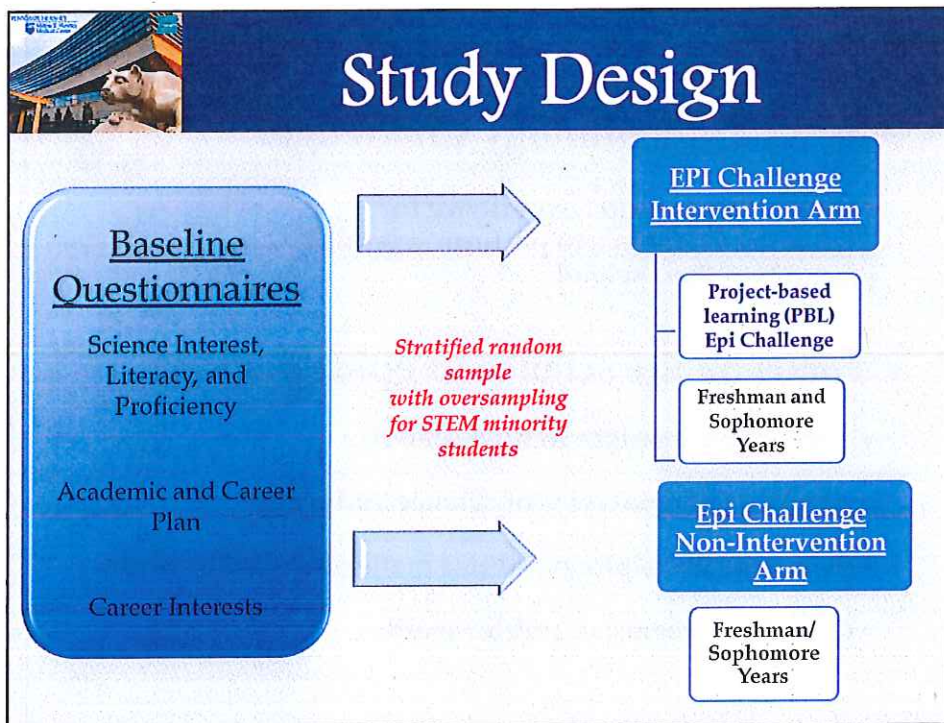 Study Design
Baseline
Questionnaires
Science Interest,
Literacy, and
Proficiency
Academic and Career
Plan
Career Interests
Stratified random
sample
with oversampling
for STEM minority
students
EPI Challenge
Intervention Arm
Project-based
learning (PBL)
Epi Challenge
Freshman and
Sophomore
Years
Epi Challenge
Non-Intervention
Arm
Freshman/
Sophomore
Years